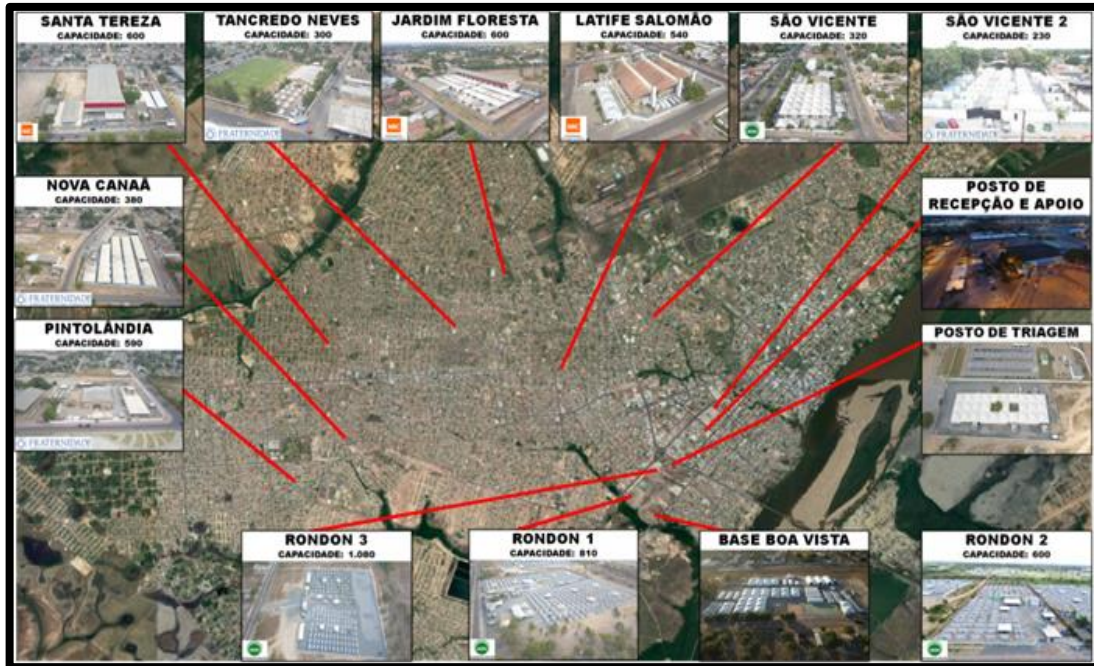 SANTA TEREZA
CAPACIDADE: 600
TANCREDO NEVES
CAPACIDADE: 300
JARDIM FLORESTA
CAPACIDADE: 600
LATIFE SALOMÃO
CAPACIDADE: 540
SÃO VICENTE
CAPACIDADE: 320
SÃO VICENTE 2
CAPACIDADE: 230
FRATERNIDADE
FRATERNIDADE
NOVA CANAÃ
CAPACIDADE: 380
FRATERNIDADE
POSTO DE
RECEPÇÃO E APOIO
PINTOLÂNDIA
CAPACIDADE: 590
FRATERNIDADE
POSTO DE TRIAGEM
RONDON 3
CAPACIDADE: 1.080
RONDON 1
CAPACIDADE: 810
BASE BOA VISTA
RONDON 2
CAPACIDADE: 600